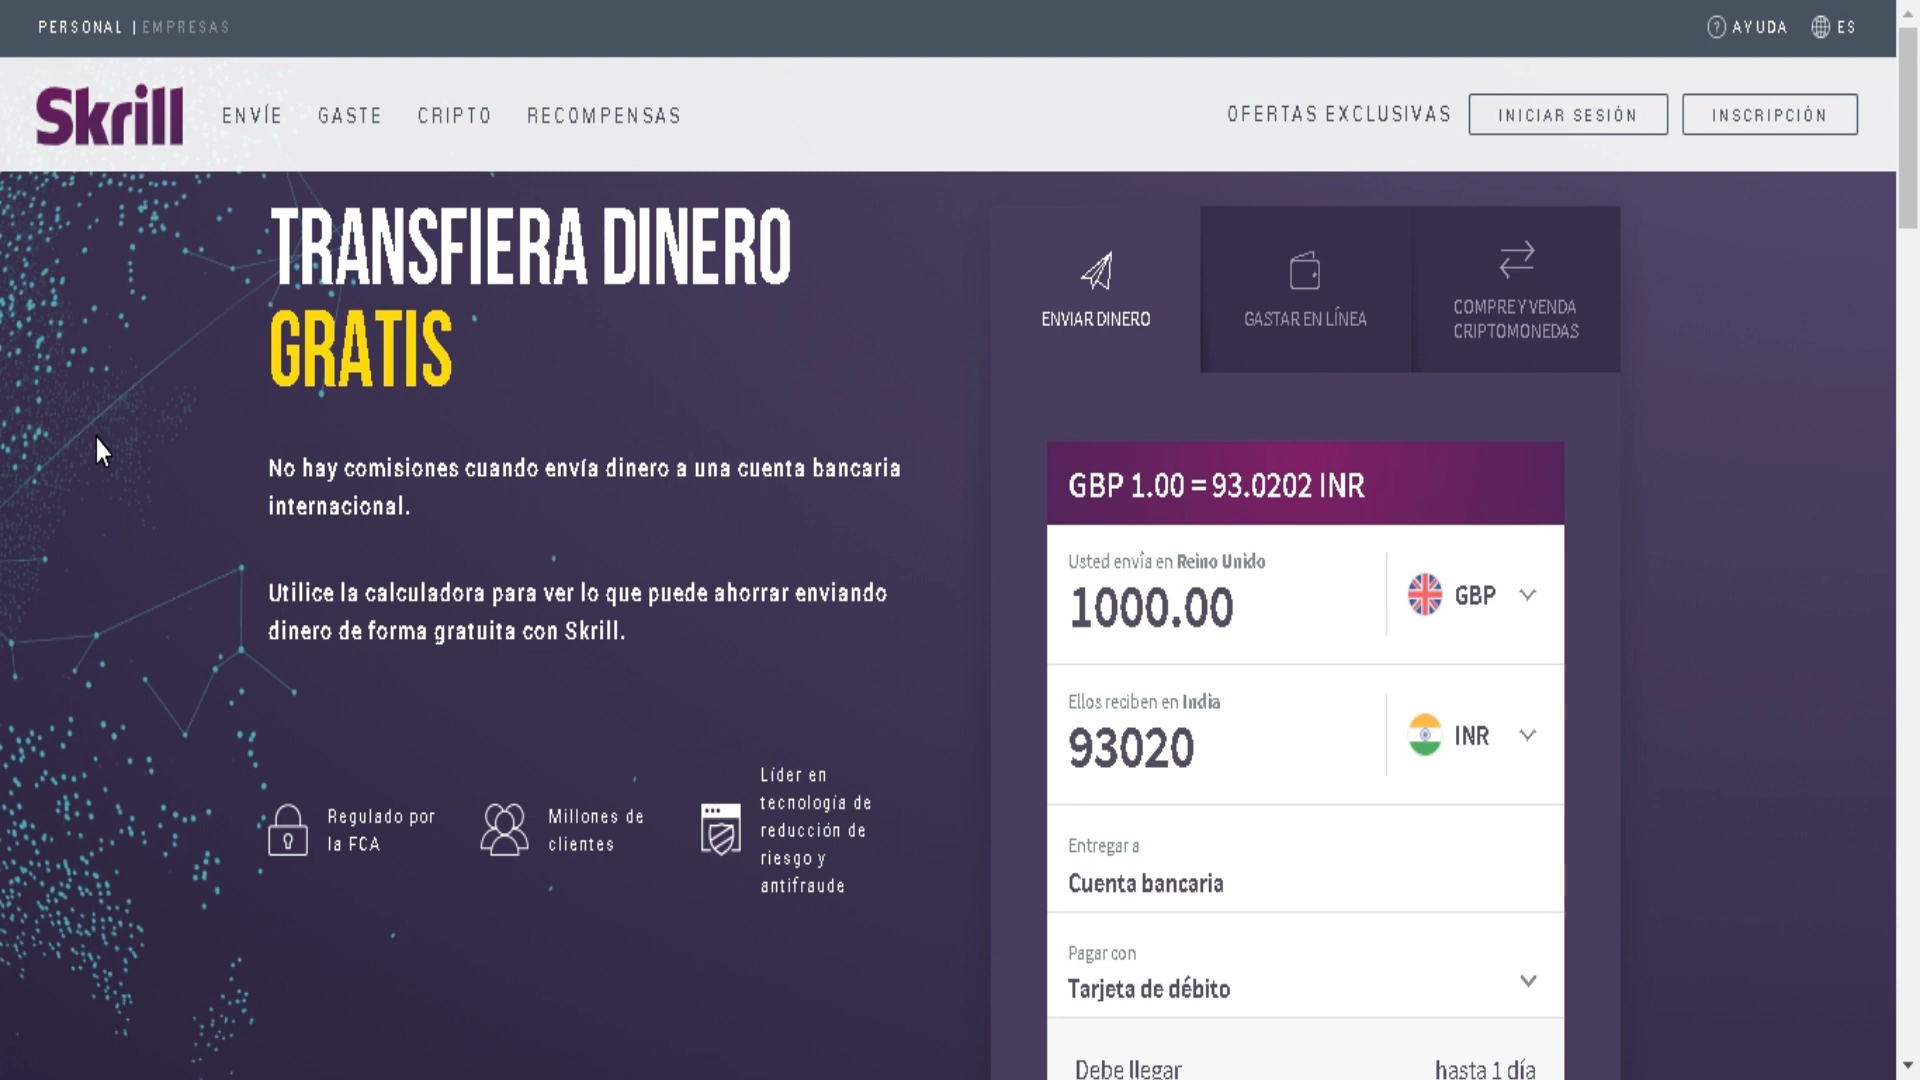 PERSONAL | EMPRESAS
AYUDA
ES
Skrill
ENVÍE
GASTE
CRIPTO
RECOMPENSAS
OFERTAS EXCLUSIVAS
INICIAR SESIÓN
INSCRIPCIÓN
TRANSFIERA DINERO
GRATIS
No hay comisiones cuando envía dinero a una cuenta bancaria
internacional.
Utilice la calculadora para ver lo que puede ahorrar enviando
dinero de forma gratuita con Skrill.
Regulado por
la FCA
Millones de
clientes
Líder en
tecnología de
reducción de
riesgo y
antifraude
ENVIAR DINERO
GASTAR EN LÍNEA
COMPRE Y VENDA
CRIPTOMONEDAS
GBP 1.00 = 93.0202 INR
Usted envía en Reino Unido
1000.00
GBP
Ellos reciben en India
93020
INR
Entregar a
Cuenta bancaria
Pagar con
Tarjeta de débito
Debe llegar
hasta 1 día